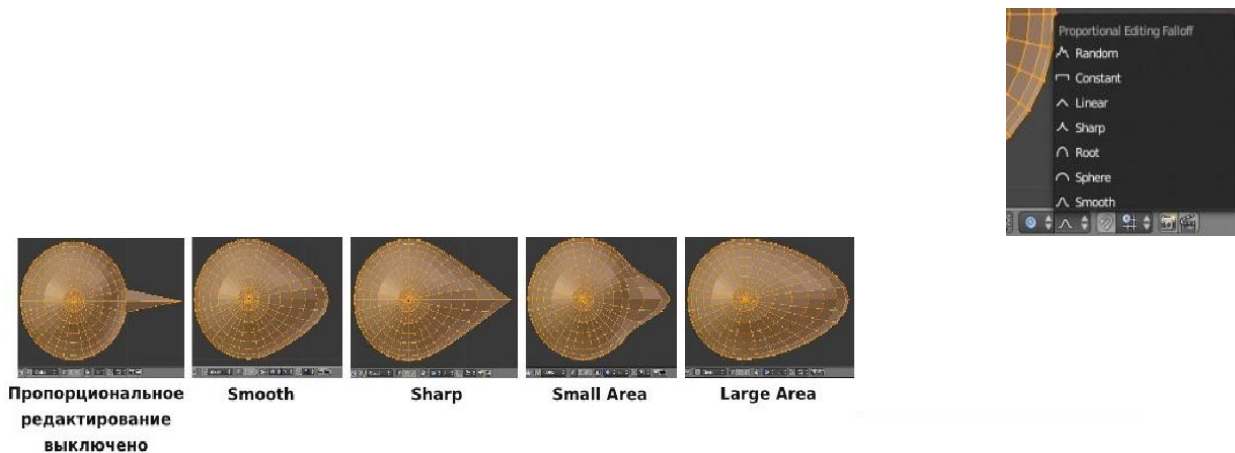 Proportional Editing Falloff
Random
Constant
Linear
Sharp
Root
Sphere
Smooth
Пропорциональное
редактирование
выключено
Smooth
Sharp
Small Area
Large Area